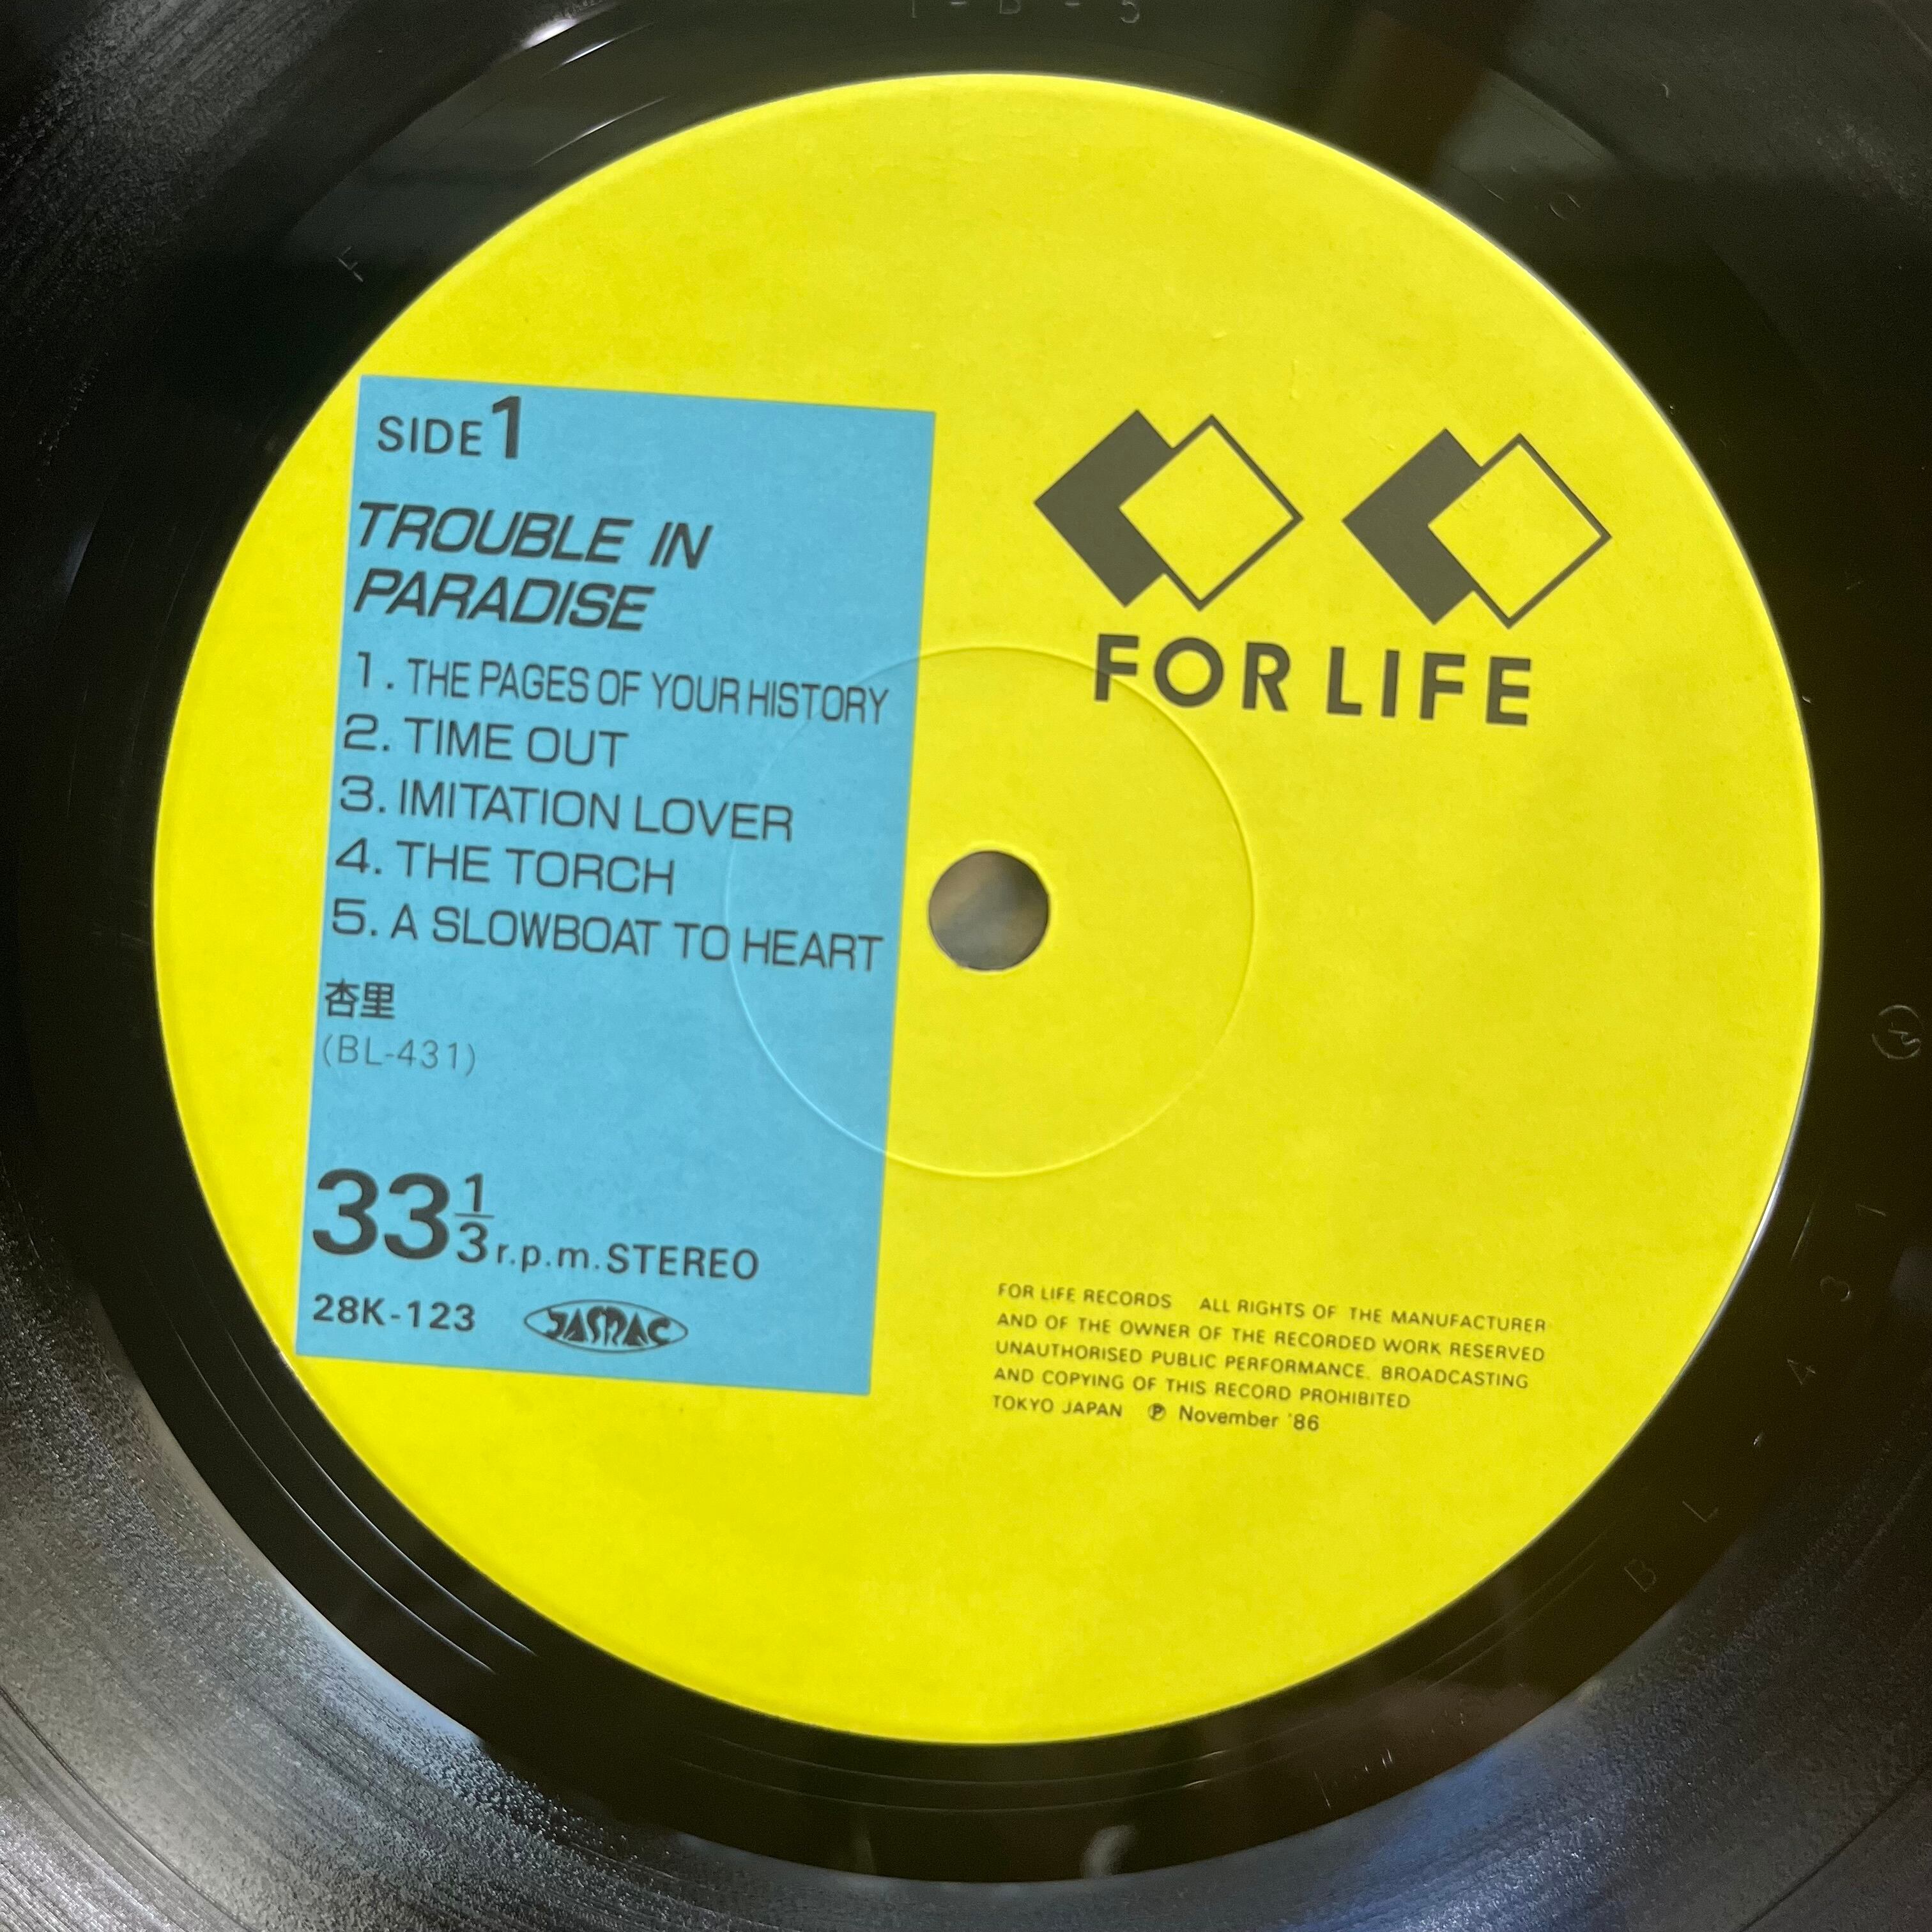 SIDE 1
TROUBLE IN
PARADISE
1. THE PAGES OF YOUR HISTORY
2. TIME OUT
3. IMITATION LOVER
4. THE TORCH
5. A SLOWBOAT TO HEART
杏里
(BL-431)
33 1/3 r.p.m. STEREO
28K-123 JASRAC
FOR LIFE
FOR LIFE RECORDS ALL RIGHTS OF THE MANUFACTURER
AND OF THE OWNER OF THE RECORDED WORK RESERVED
UNAUTHORISED PUBLIC PERFORMANCE. BROADCASTING
AND COPYING OF THIS RECORD PROHIBITED
TOKYO JAPAN ℗ November '86
BL431